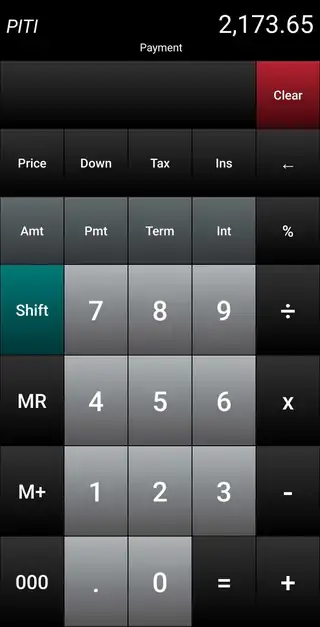 PITI 2,173.65
Payment
Clear
Price Down Tax Ins ←
Amt Pmt Term Int %
Shift 7 8 9 ÷
MR 4 5 6 x
M+ 1 2 3 -
000 . 0 = +